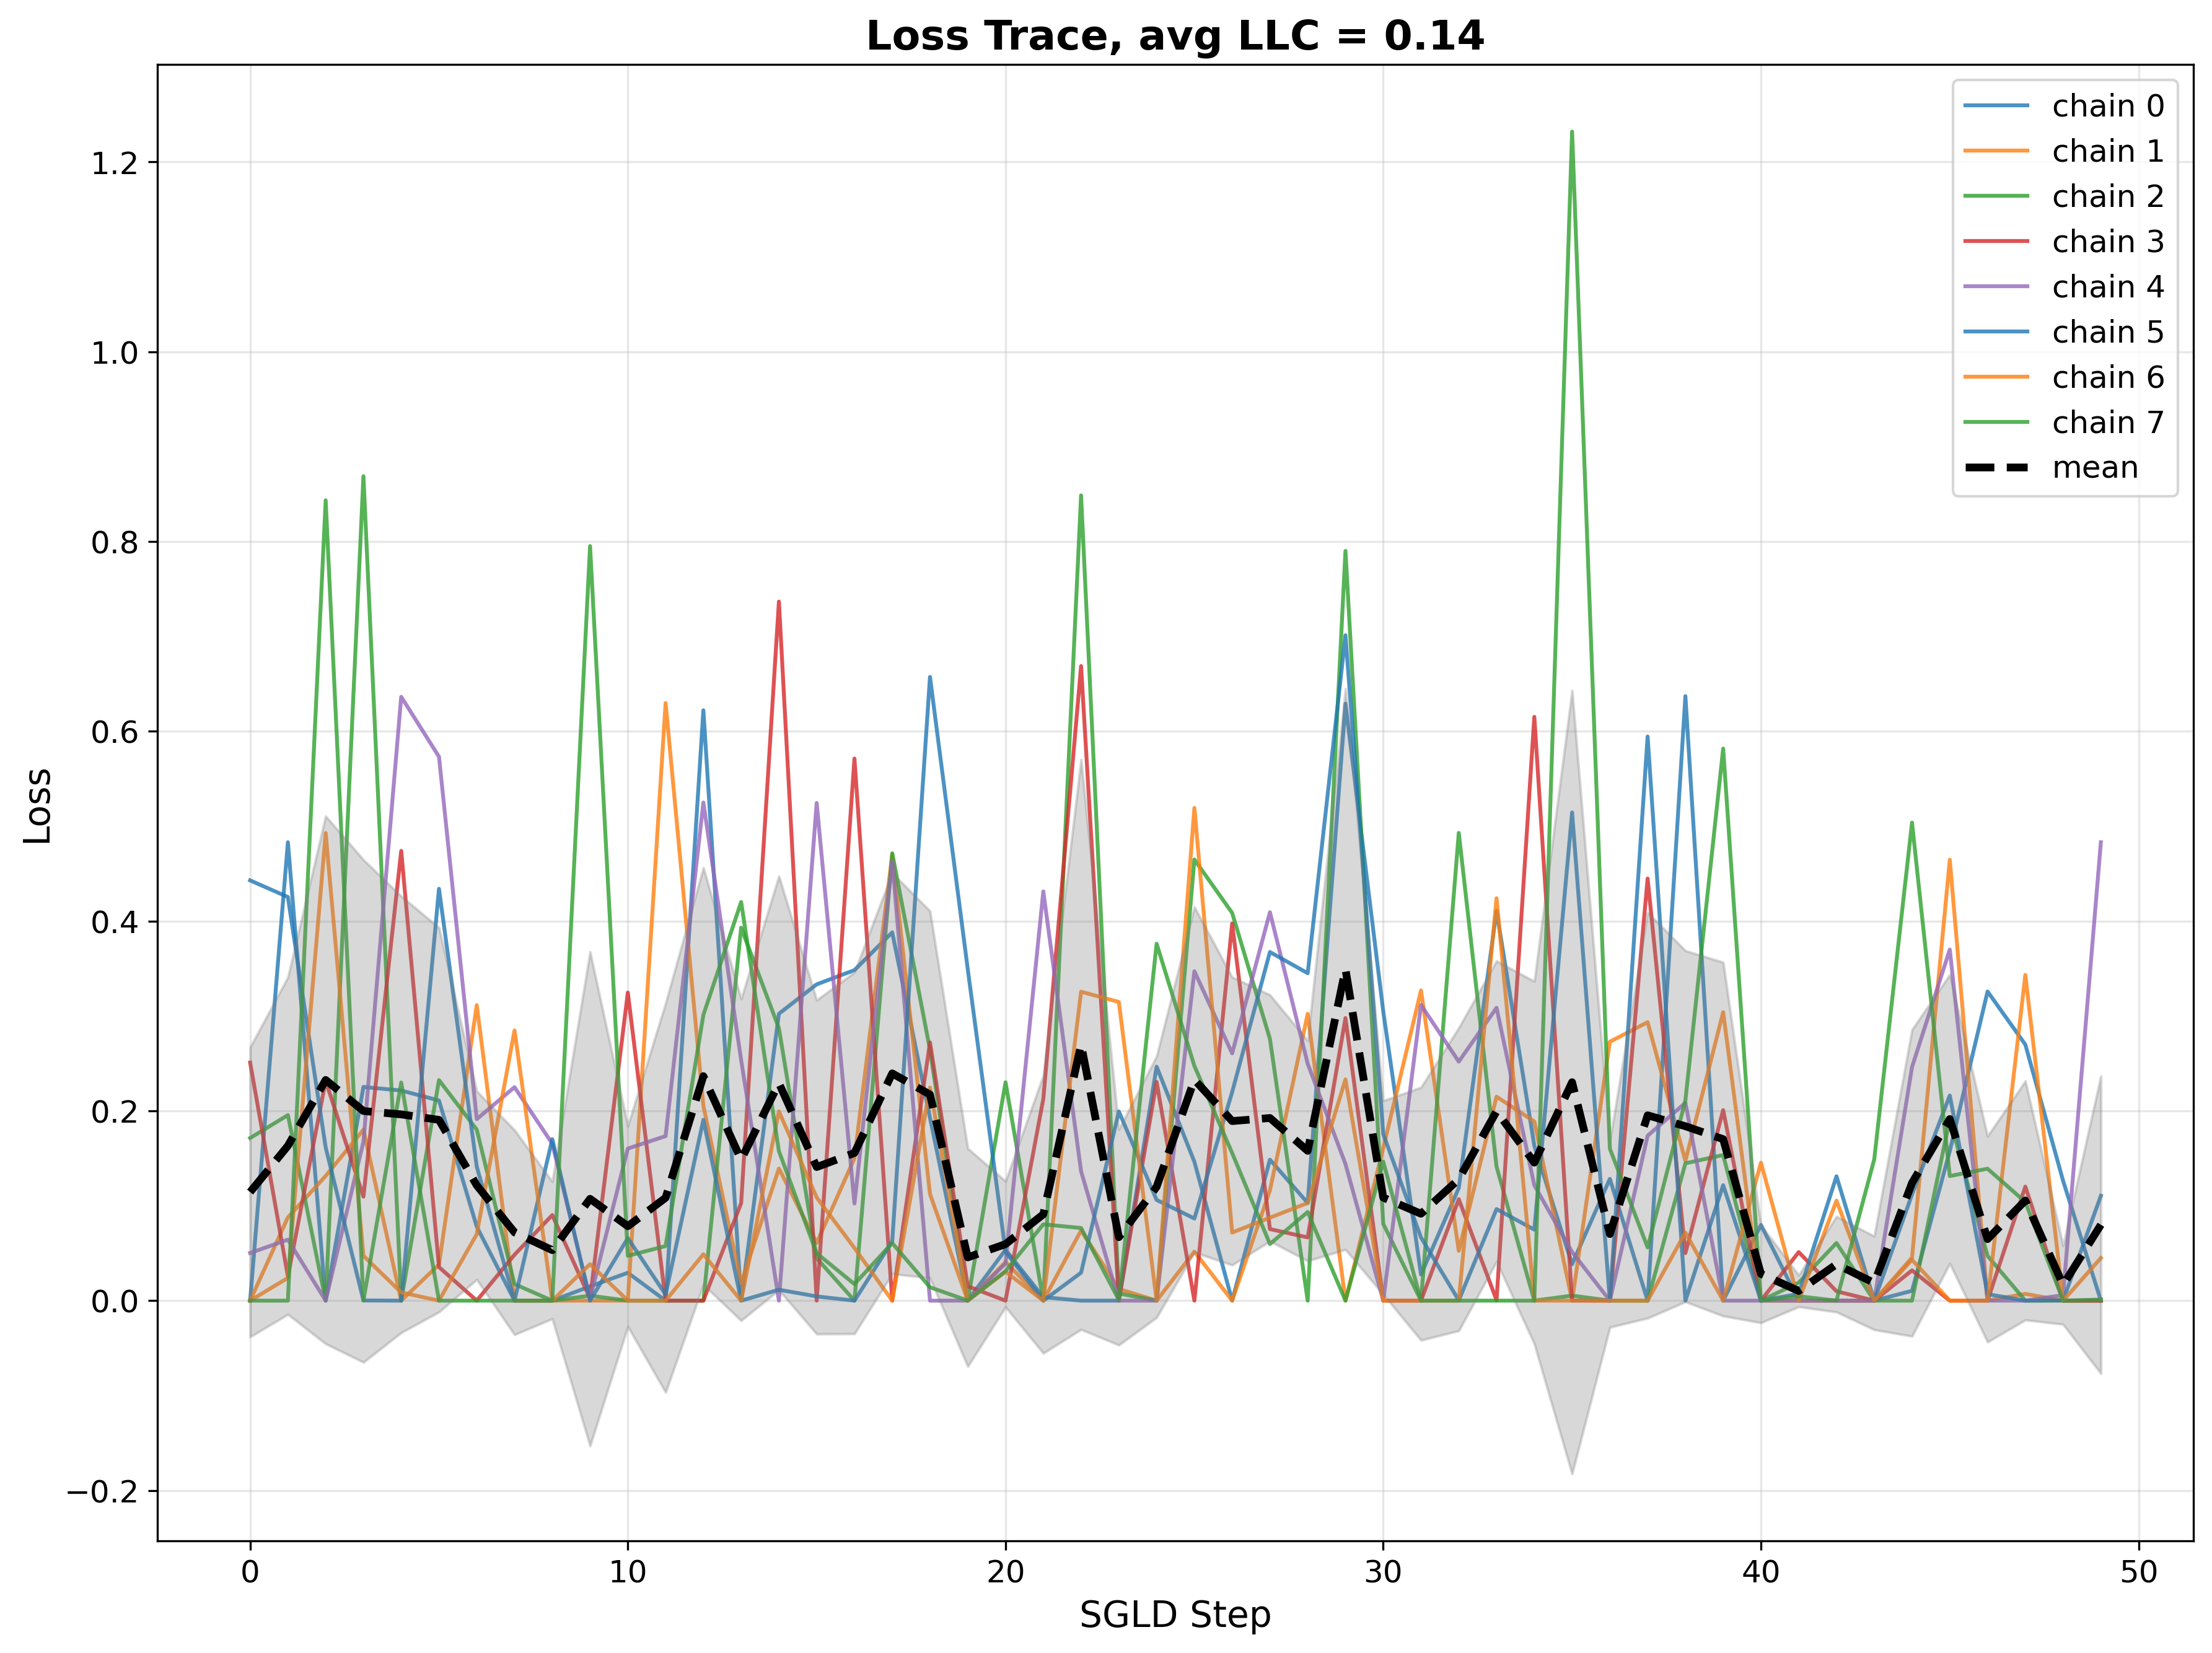 Loss Trace, avg LLC = 0.14
chain 0
chain 1
chain 2
chain 3
chain 4
chain 5
chain 6
chain 7
mean
Loss
1.2
1.0
0.8
0.6
0.4
0.2
0.0
−0.2
0 10 20 30 40 50
SGLD Step